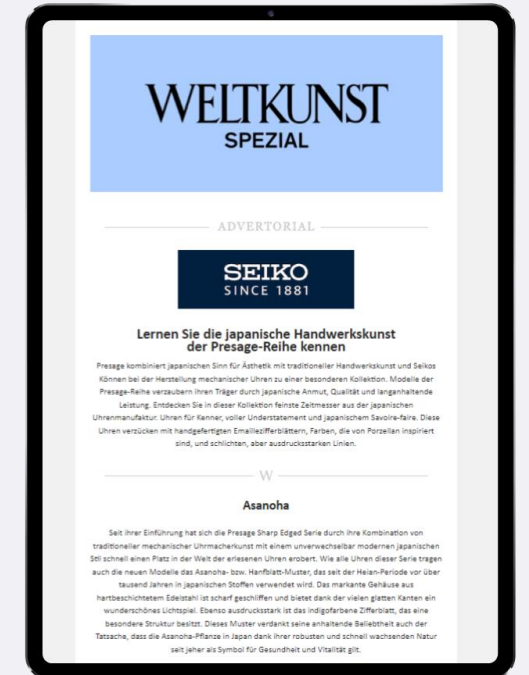 WELTKUNST
SPEZIAL
ADVERTORIAL
SEIKO
SINCE 1881
Lernen Sie die japanische Handwerkskunst
der Presage-Reihe kennen
Presage kombiniert japanischen Sinn für Ästhetik mit traditioneller Handwerkskunst und Seikos
Können bei der Herstellung mechanischer Uhren zu einer besonderen Kollektion. Modelle der
Presage-Reihe verzaubern ihren Träger durch japanische Anmut, Qualität und langanhaltende
Leistung. Entdecken Sie in dieser Kollektion feinste Zeitmesser aus der japanischen
Uhrenmanufaktur. Uhren für Kenner, voller Understatement und japanischem Savoire-faire. Diese
Uhren verzücken mit handgefertigten Emaillezifferblättern, Farben, die von Porzellan inspiriert
sind, und schlichten, aber ausdrucksstarken Linien.
W
Asanoha
Seit ihrer Einführung hat sich die Presage Sharp Edged Serie durch ihre Kombination von
traditioneller mechanischer Uhrmacherkunst mit einem unverwechselbar modernen japanischen
Stil schnell einen Platz in der Welt der erlesenen Uhren erobert. Wie alle Uhren dieser Serie tragen
auch die neuen Modelle das Asanoha- bzw. Hanfblatt-Muster, das seit der Heian-Periode vor über
tausend Jahren in japanischen Stoffen verwendet wird. Das markante Gehäuse aus
hartbeschichtetem Edelstahl ist scharf geschliffen und bietet dank der vielen glatten Kanten ein
wunderschönes Lichtspiel. Ebenso ausdrucksstark ist das indigofarbene Zifferblatt, das eine
besondere Struktur besitzt. Dieses Muster verdankt seine anhaltende Beliebtheit auch der
Tatsache, dass die Asanoha-Pflanze in Japan dank ihrer robusten und schnell wachsenden Natur
seit jeher als Symbol für Gesundheit und Vitalität gilt.